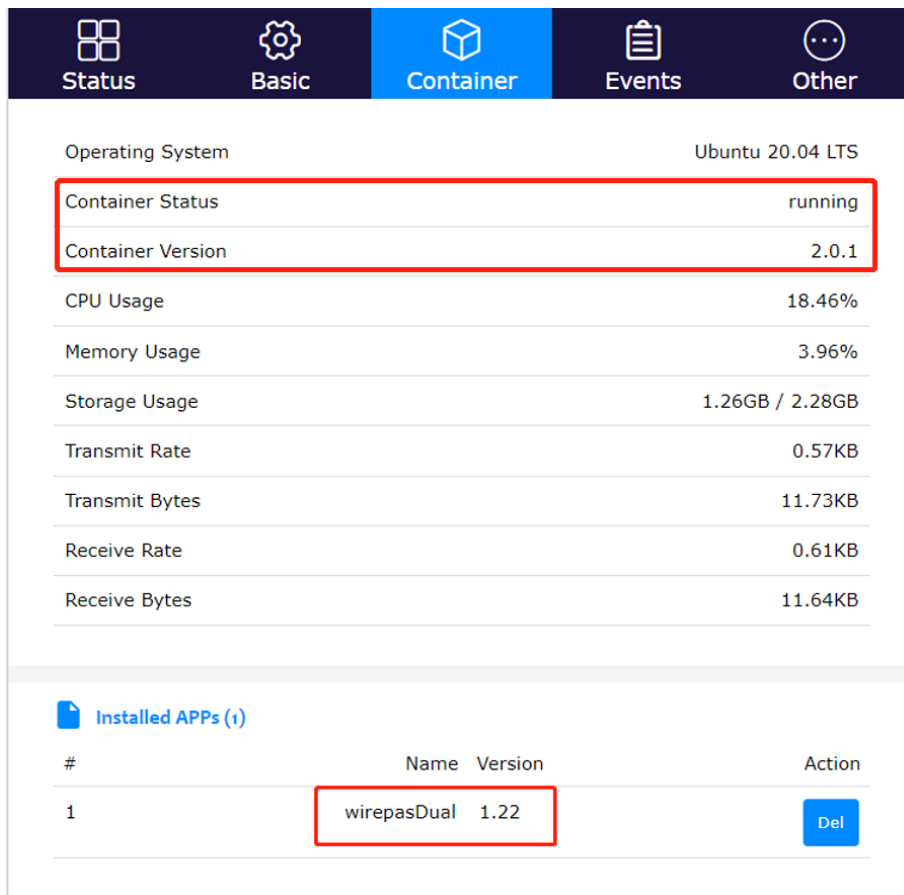 Status Basic Container Events Other
Operating System Ubuntu 20.04 LTS
Container Status running
Container Version 2.0.1
CPU Usage 18.46%
Memory Usage 3.96%
Storage Usage 1.26GB / 2.28GB
Transmit Rate 0.57KB
Transmit Bytes 11.73KB
Receive Rate 0.61KB
Receive Bytes 11.64KB
Installed APPs (1)
# Name Version Action
1 wirepasDual 1.22 Del